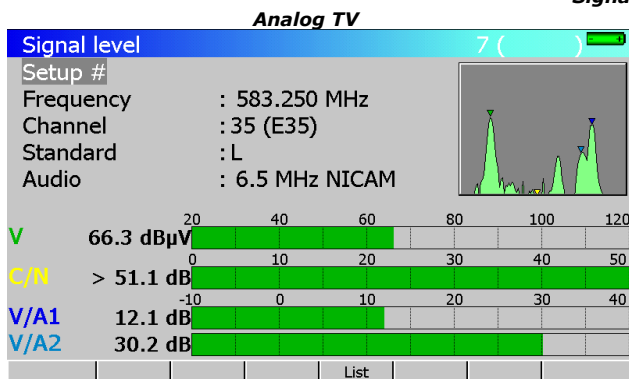 Signa
Analog TV
Signal level 7 ( )
Setup #
Frequency : 583.250 MHz
Channel : 35 (E35)
Standard : L
Audio : 6.5 MHz NICAM
20 40 60 80 100 120
V 66.3 dBµV
0 10 20 30 40 50
C/N > 51.1 dB
-10 0 10 20 30 40
V/A1 12.1 dB
V/A2 30.2 dB
List